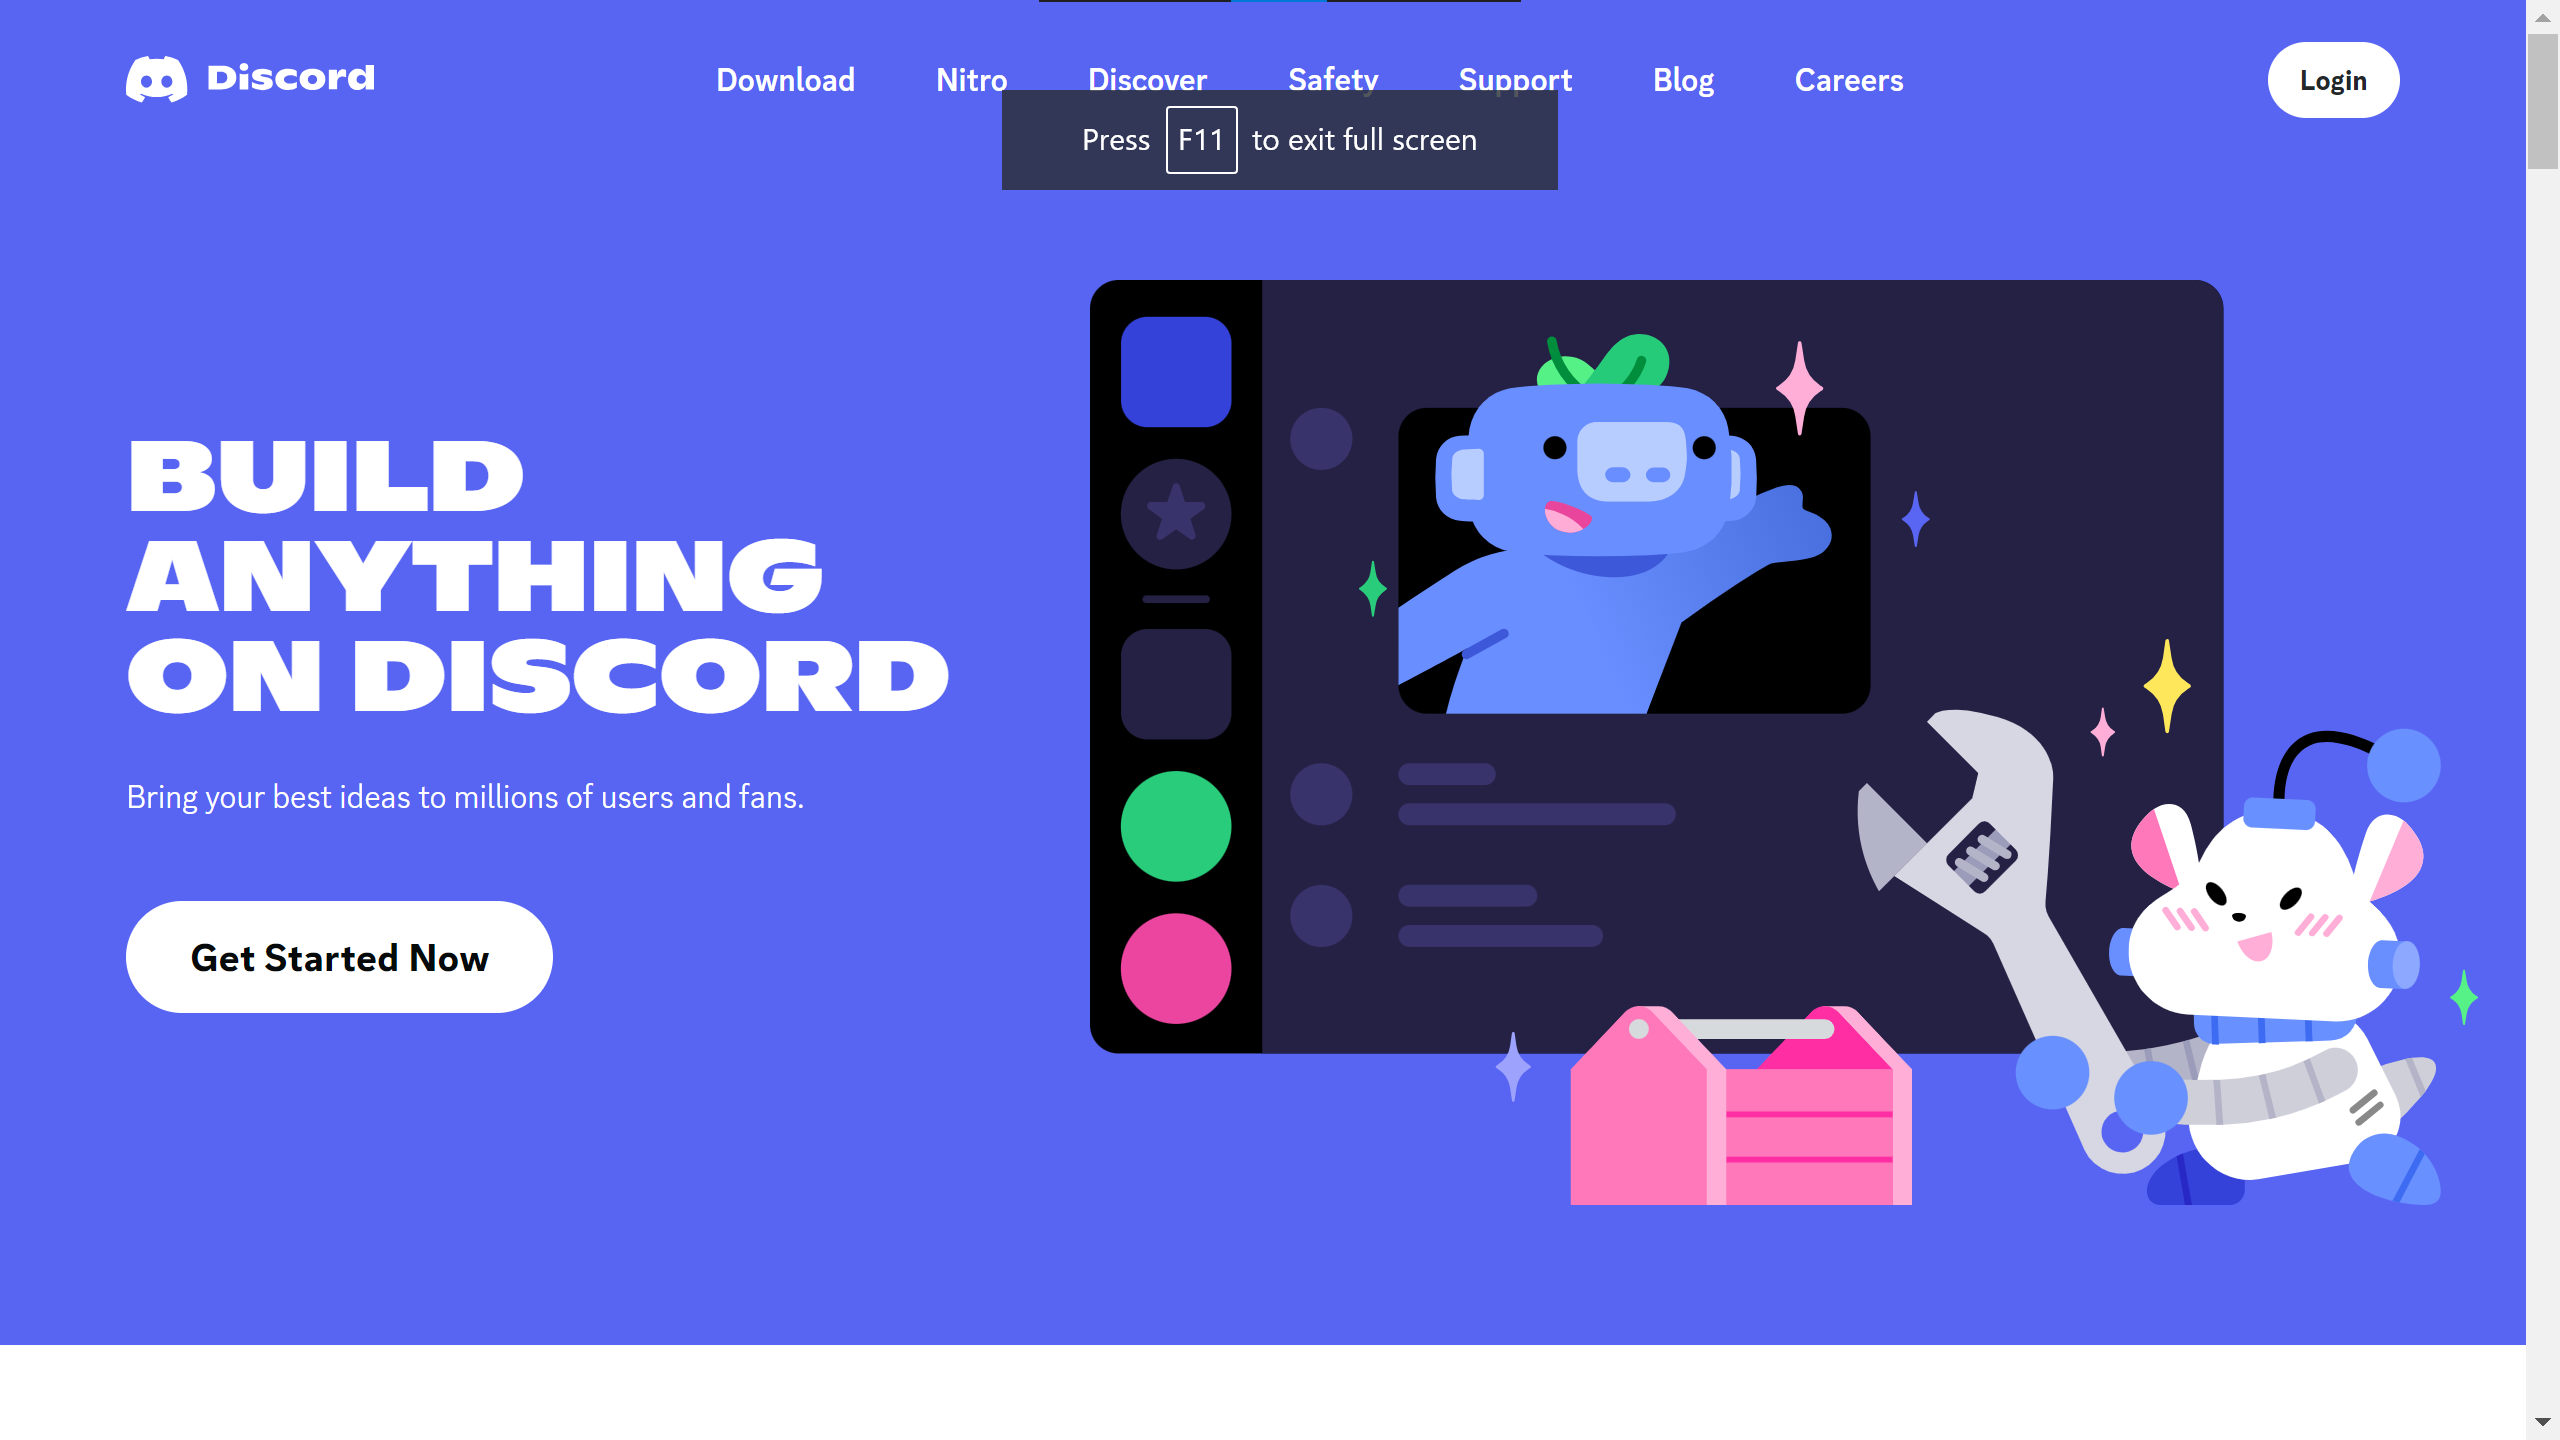 Discord
Download Nitro Discover Safety Support Blog Careers
Login
Press F11 to exit full screen
BUILD
ANYTHING
ON DISCORD
Bring your best ideas to millions of users and fans.
Get Started Now